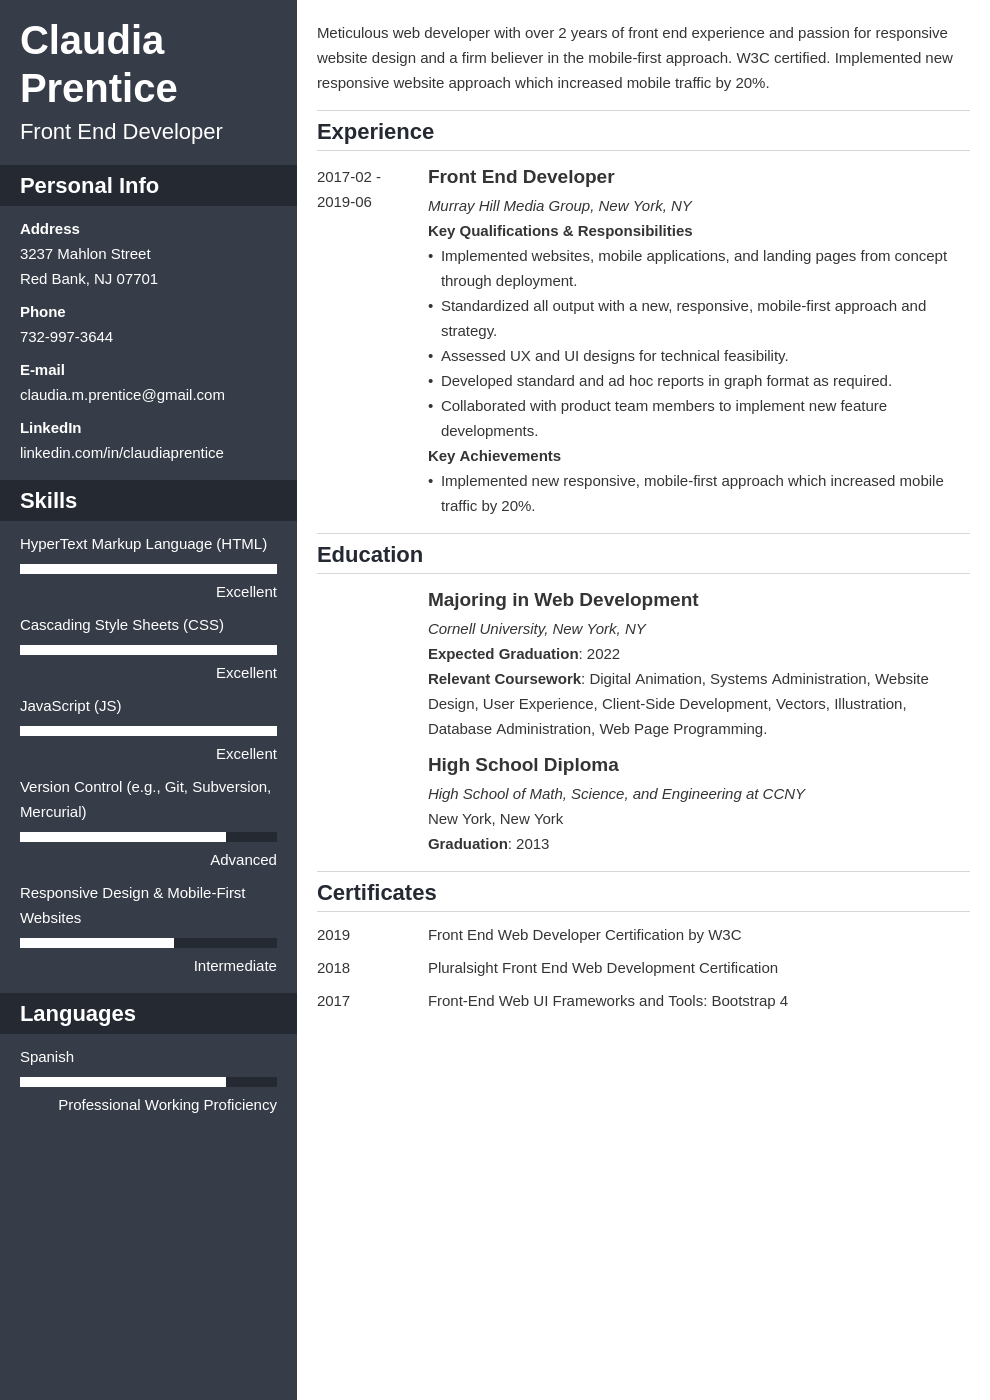 Claudia
Prentice
Front End Developer
Personal Info
Address
3237 Mahlon Street
Red Bank, NJ 07701
Phone
732-997-3644
E-mail
claudia.m.prentice@gmail.com
LinkedIn
linkedin.com/in/claudiaprentice
Skills
HyperText Markup Language (HTML)
Excellent
Cascading Style Sheets (CSS)
Excellent
JavaScript (JS)
Excellent
Version Control (e.g., Git, Subversion,
Mercurial)
Advanced
Responsive Design & Mobile-First
Websites
Intermediate
Languages
Spanish
Professional Working Proficiency
Meticulous web developer with over 2 years of front end experience and passion for responsive
website design and a firm believer in the mobile-first approach. W3C certified. Implemented new
responsive website approach which increased mobile traffic by 20%.
Experience
2017-02 -
2019-06
Front End Developer
Murray Hill Media Group, New York, NY
Key Qualifications & Responsibilities
• Implemented websites, mobile applications, and landing pages from concept
through deployment.
• Standardized all output with a new, responsive, mobile-first approach and
strategy.
• Assessed UX and UI designs for technical feasibility.
• Developed standard and ad hoc reports in graph format as required.
• Collaborated with product team members to implement new feature
developments.
Key Achievements
• Implemented new responsive, mobile-first approach which increased mobile
traffic by 20%.
Education
Majoring in Web Development
Cornell University, New York, NY
Expected Graduation: 2022
Relevant Coursework: Digital Animation, Systems Administration, Website
Design, User Experience, Client-Side Development, Vectors, Illustration,
Database Administration, Web Page Programming.
High School Diploma
High School of Math, Science, and Engineering at CCNY
New York, New York
Graduation: 2013
Certificates
2019 Front End Web Developer Certification by W3C
2018 Pluralsight Front End Web Development Certification
2017 Front-End Web UI Frameworks and Tools: Bootstrap 4